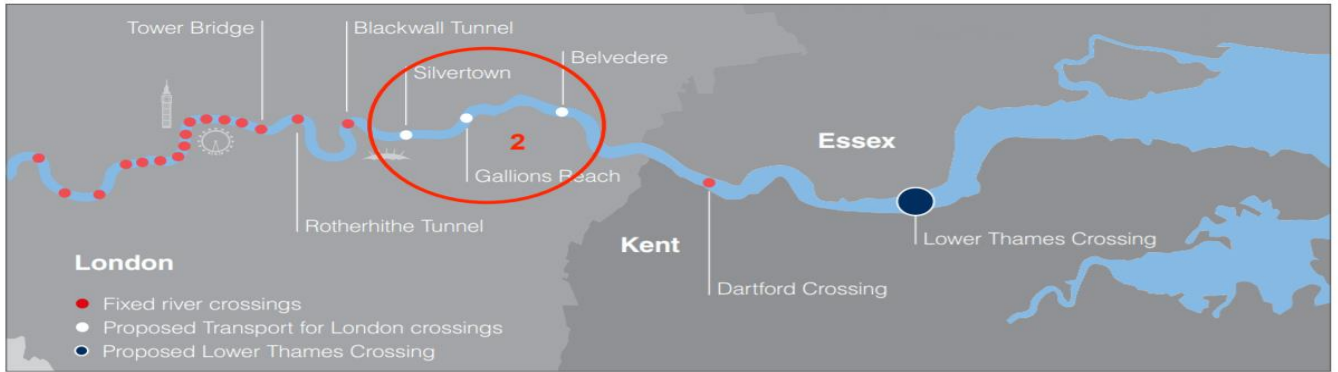 Tower Bridge
Blackwall Tunnel
Silvertown
Belvedere
2
Essex
Gallions Reach
Rotherhithe Tunnel
Kent
Lower Thames Crossing
London
Dartford Crossing
Fixed river crossings
Proposed Transport for London crossings
Proposed Lower Thames Crossing